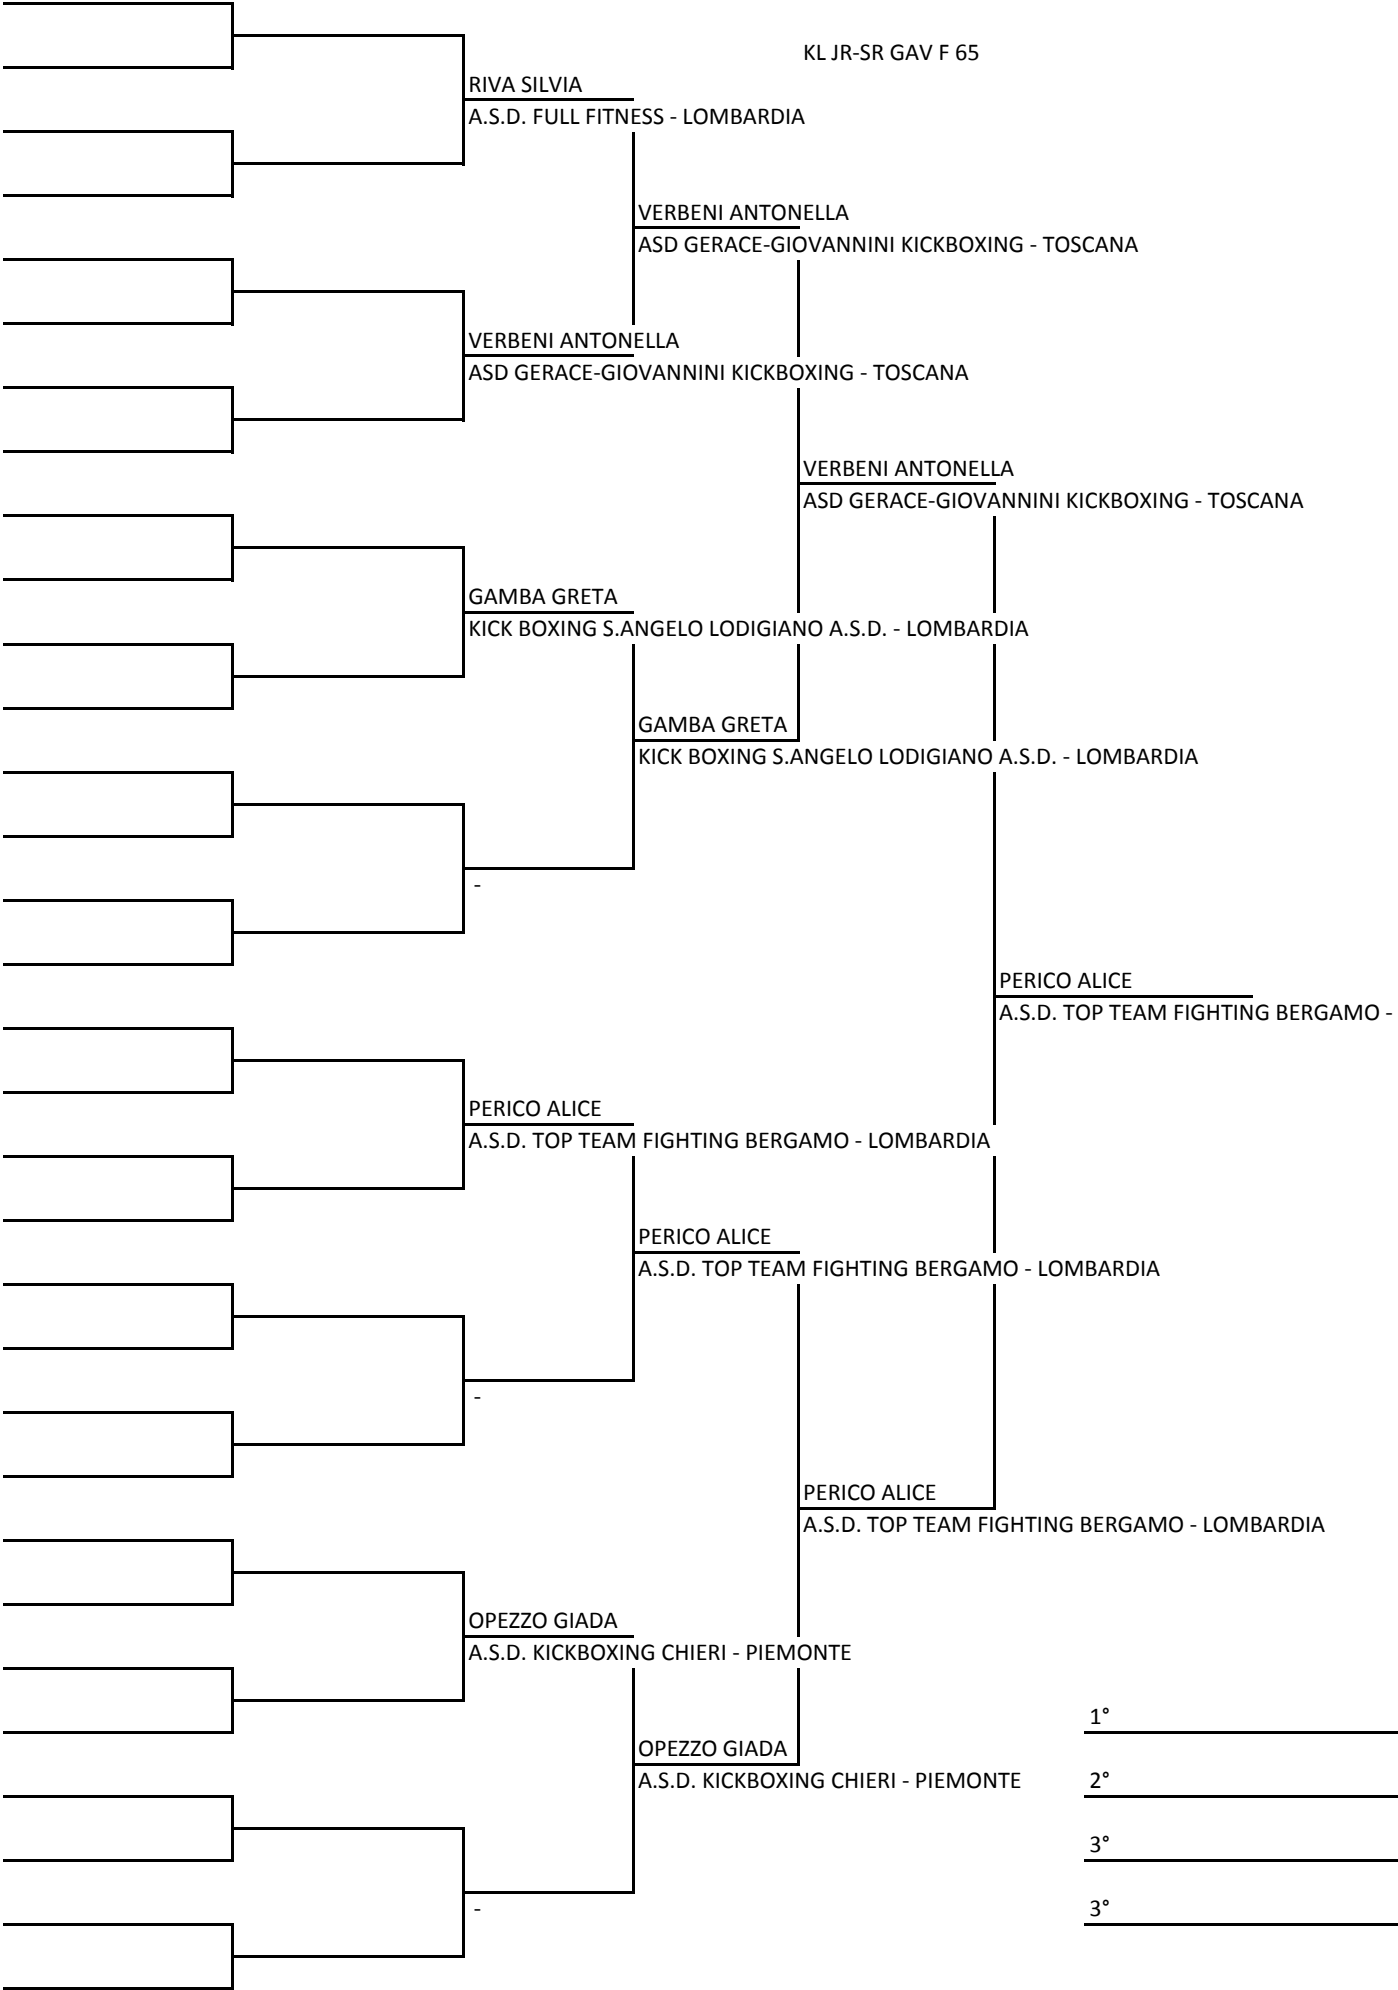 KL JR-SR GAV F 65
RIVA SILVIA
A.S.D. FULL FITNESS - LOMBARDIA
VERBENI ANTONELLA
ASD GERACE-GIOVANNINI KICKBOXING - TOSCANA
VERBENI ANTONELLA
ASD GERACE-GIOVANNINI KICKBOXING - TOSCANA
VERBENI ANTONELLA
ASD GERACE-GIOVANNINI KICKBOXING - TOSCANA
GAMBA GRETA
KICK BOXING S.ANGELO LODIGIANO A.S.D. - LOMBARDIA
GAMBA GRETA
KICK BOXING S.ANGELO LODIGIANO A.S.D. - LOMBARDIA
-
PERICO ALICE
A.S.D. TOP TEAM FIGHTING BERGAMO -
PERICO ALICE
A.S.D. TOP TEAM FIGHTING BERGAMO - LOMBARDIA
PERICO ALICE
A.S.D. TOP TEAM FIGHTING BERGAMO - LOMBARDIA
-
PERICO ALICE
A.S.D. TOP TEAM FIGHTING BERGAMO - LOMBARDIA
OPEZZO GIADA
A.S.D. KICKBOXING CHIERI - PIEMONTE
1°
OPEZZO GIADA
A.S.D. KICKBOXING CHIERI - PIEMONTE
2°
3°
-
3°